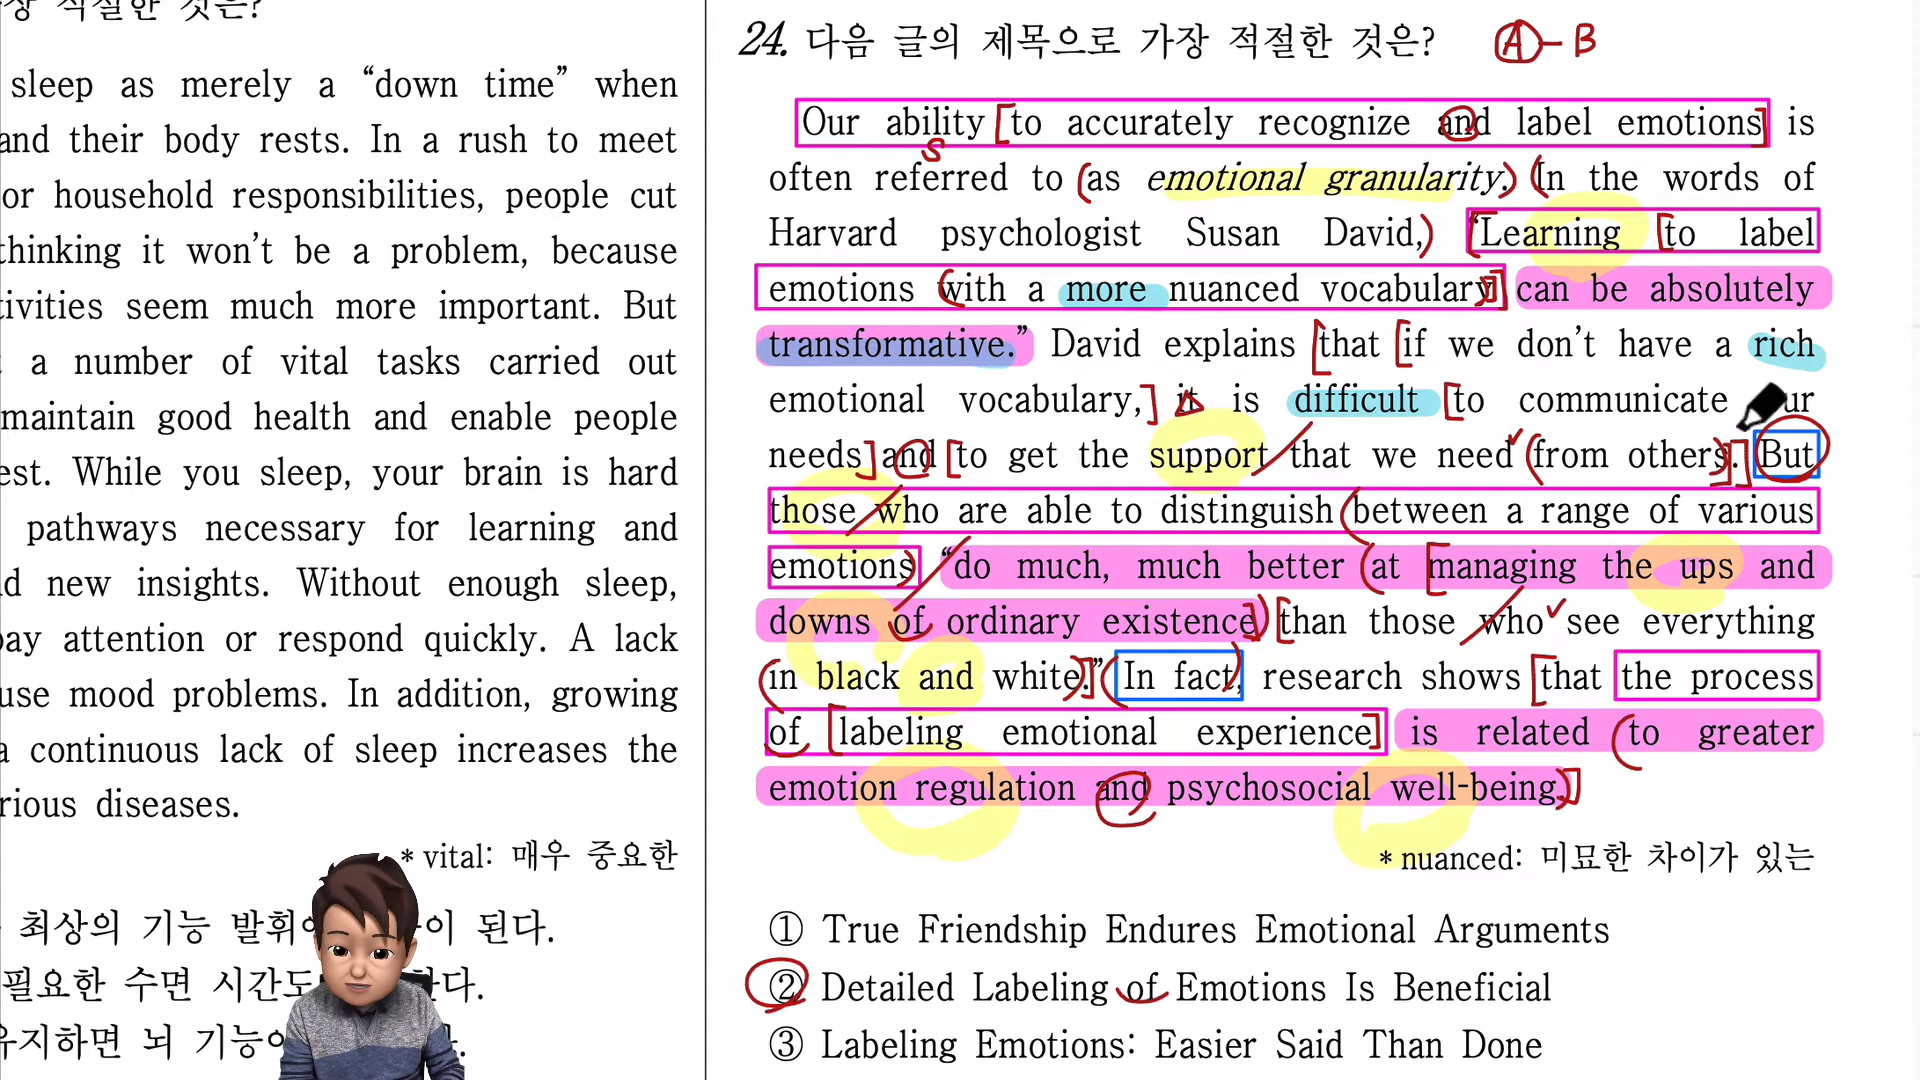 장 적절한 것은?
sleep as merely a “down time” when
and their body rests. In a rush to meet
or household responsibilities, people cut
thinking it won’t be a problem, because
tivities seem much more important. But
a number of vital tasks carried out
maintain good health and enable people
est. While you sleep, your brain is hard
pathways necessary for learning and
d new insights. Without enough sleep,
pay attention or respond quickly. A lack
use mood problems. In addition, growing
a continuous lack of sleep increases the
rious diseases.
* vital: 매우 중요한
최상의 기능 발휘 이 된다.
필요한 수면 시간도 한다.
유지하면 뇌 기능이
24. 다음 글의 제목으로 가장 적절한 것은? A - B
Our ability to accurately recognize and label emotions is
s
often referred to as emotional granularity. In the words of
Harvard psychologist Susan David, “Learning to label
emotions with a more nuanced vocabulary can be absolutely
transformative.” David explains that if we don’t have a rich
emotional vocabulary, it is difficult to communicate our
needs and to get the support that we need from others. But
those who are able to distinguish between a range of various
emotions “do much, much better at managing the ups and
downs of ordinary existence than those who see everything
in black and white.” In fact, research shows that the process
of labeling emotional experience is related to greater
emotion regulation and psychosocial well-being.
* nuanced: 미묘한 차이가 있는
① True Friendship Endures Emotional Arguments
② Detailed Labeling of Emotions Is Beneficial
③ Labeling Emotions: Easier Said Than Done